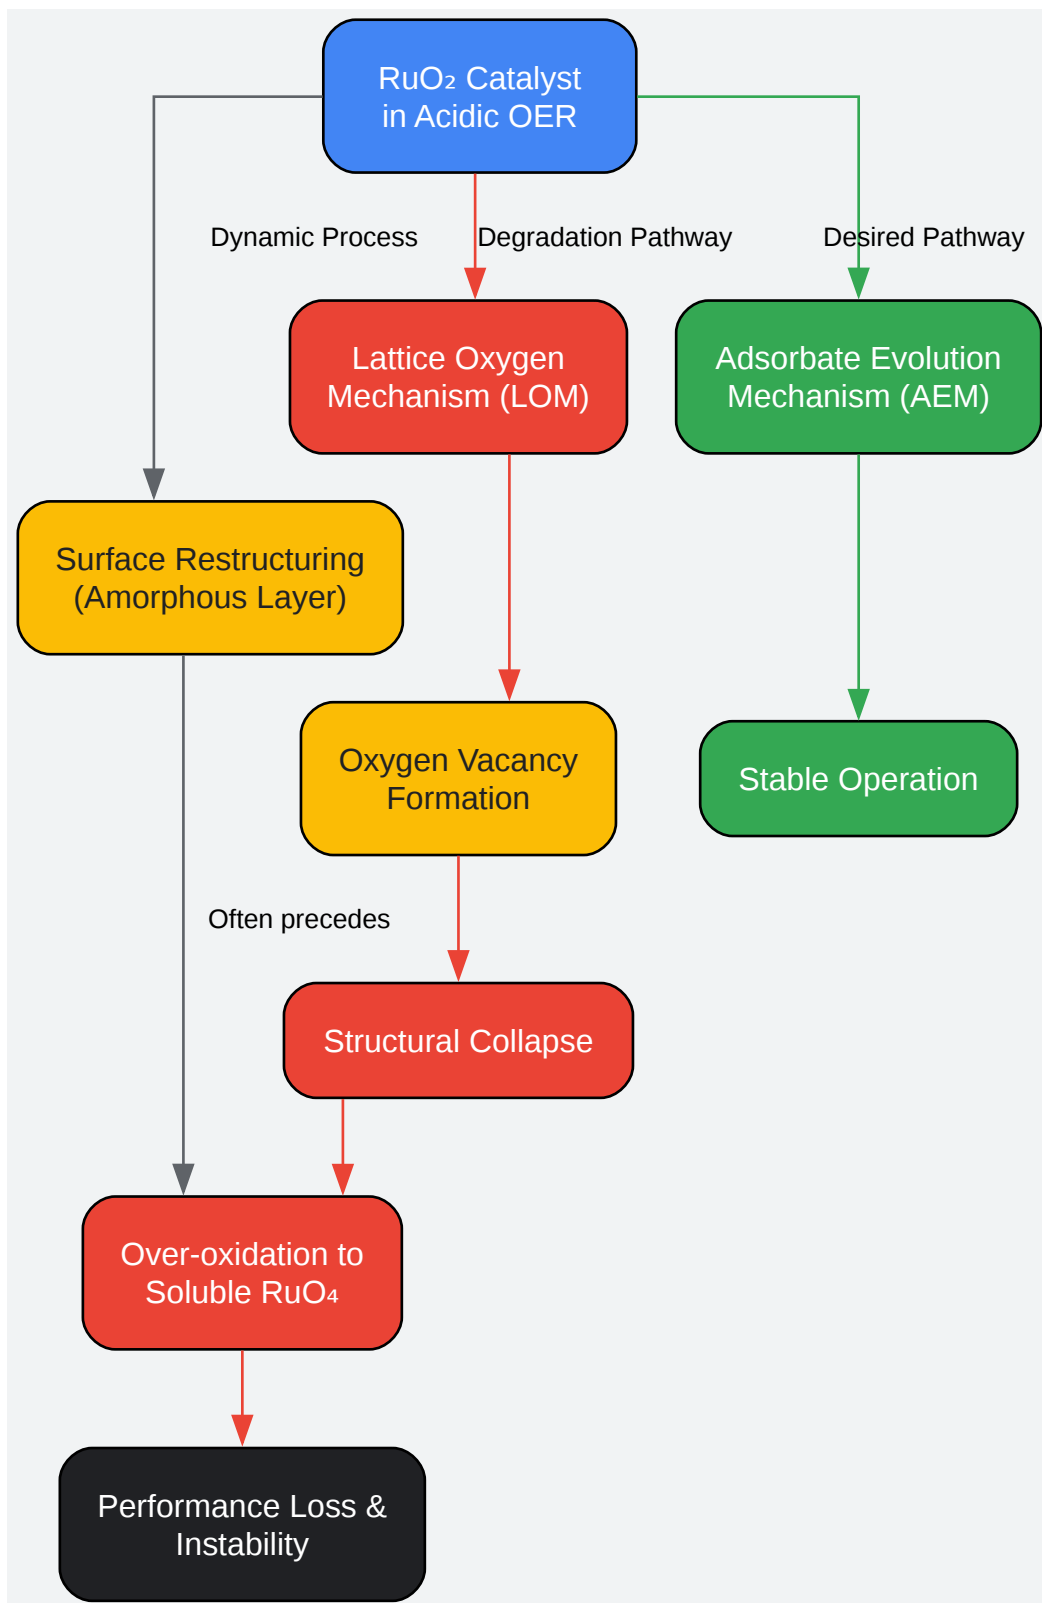 RuO₂ Catalyst
in Acidic OER
Dynamic Process
Degradation Pathway
Desired Pathway
Lattice Oxygen
Mechanism (LOM)
Adsorbate Evolution
Mechanism (AEM)
Surface Restructuring
(Amorphous Layer)
Oxygen Vacancy
Formation
Stable Operation
Often precedes
Structural Collapse
Over-oxidation to
Soluble RuO₄
Performance Loss &
Instability